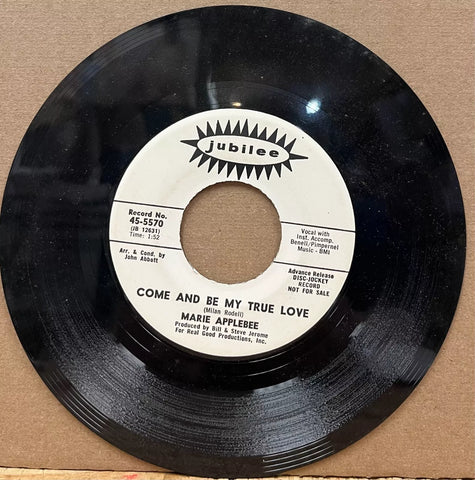 jubilee
Record No.
45-5570
(JB 12631)
Time: 1:52
Arr. & Cond. by
John Abbott
Vocal with
Inst. Accomp.
Benell/Pimpernel
Music - BMI
Advance Release
DISC-JOCKEY
RECORD
NOT FOR SALE
COME AND BE MY TRUE LOVE
(Milan Rodell)
MARIE APPLEBEE
Produced by Bill & Steve Jerome
For Real Good Productions, Inc.